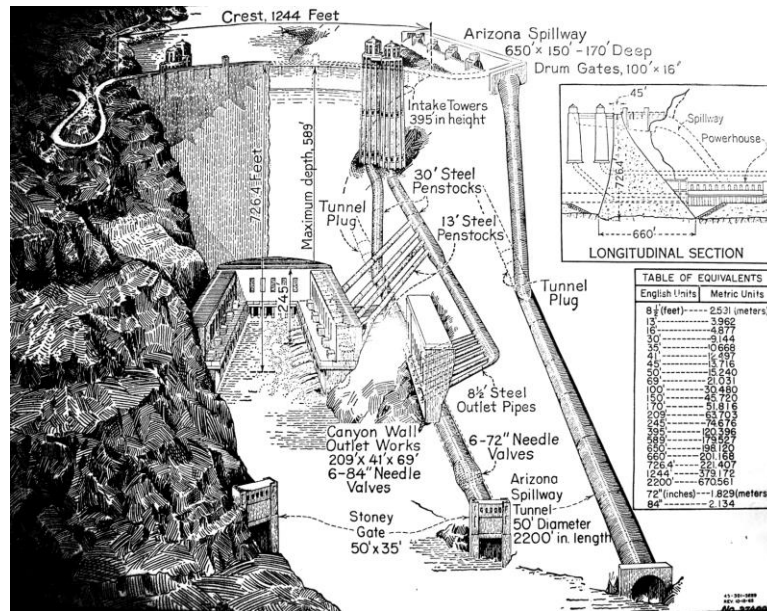 Crest, 1244 Feet
Arizona Spillway
650' x 150' - 170' Deep
Drum Gates, 100' x 16"
Intake Towers
395' in height
726.4 Feet
Maximum depth, 589'
30' Steel
Penstocks
Tunnel
Plug
13' Steel
Penstocks
245'
Tunnel
Plug
8½' Steel
Outlet Pipes
Canyon Wall
Outlet Works
209' x 41' x 69'
6-84" Needle
Valves
6-72" Needle
Valves
Arizona
Spillway
Tunnel
50' Diameter
2200' in. length
Stoney
Gate
50' x 35'
45'
Spillway
Powerhouse
726.4'
660'
LONGITUDINAL SECTION
TABLE OF EQUIVALENTS
English Units Metric Units
8½ (feet) 2.531 (meters)
13' 3.962
16' 4.877
30' 9.144
35' 10.668
41' 12.497
45' 13.716
50' 15.240
69' 21.031
100' 30.480
150' 45.720
170' 51.816
209' 63.703
245' 74.676
395' 120.396
589' 179.527
650' 198.120
660' 201.168
726.4' 221.407
1244' 379.172
2200' 670.561
72" (inches) 1.829 (meters)
84" 2.134